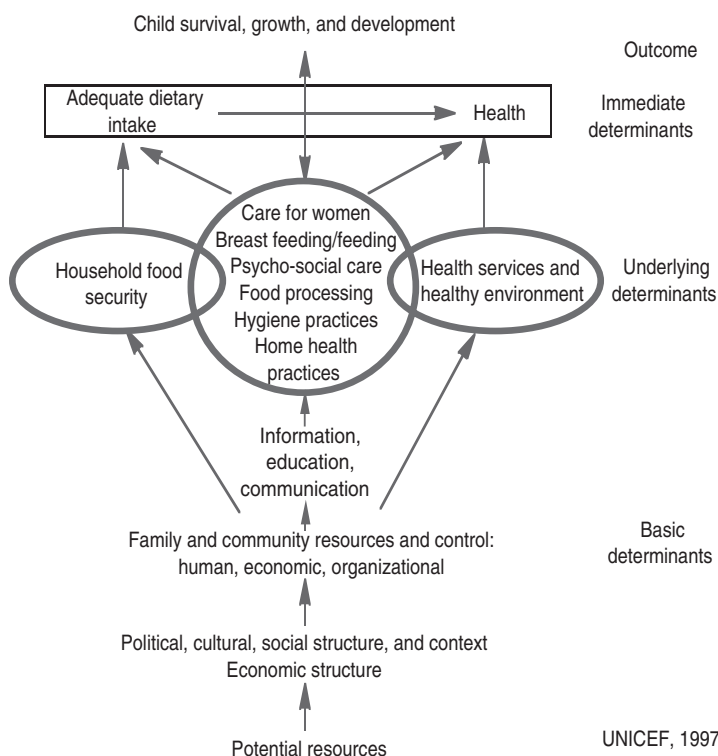 Child survival, growth, and development
Outcome
Adequate dietary
intake
Health
Immediate
determinants
Care for women
Breast feeding/feeding
Psycho-social care
Food processing
Hygiene practices
Home health
practices
Household food
security
Health services and
healthy environment
Underlying
determinants
Information,
education,
communication
Family and community resources and control:
human, economic, organizational
Basic
determinants
Political, cultural, social structure, and context
Economic structure
Potential resources
UNICEF, 1997